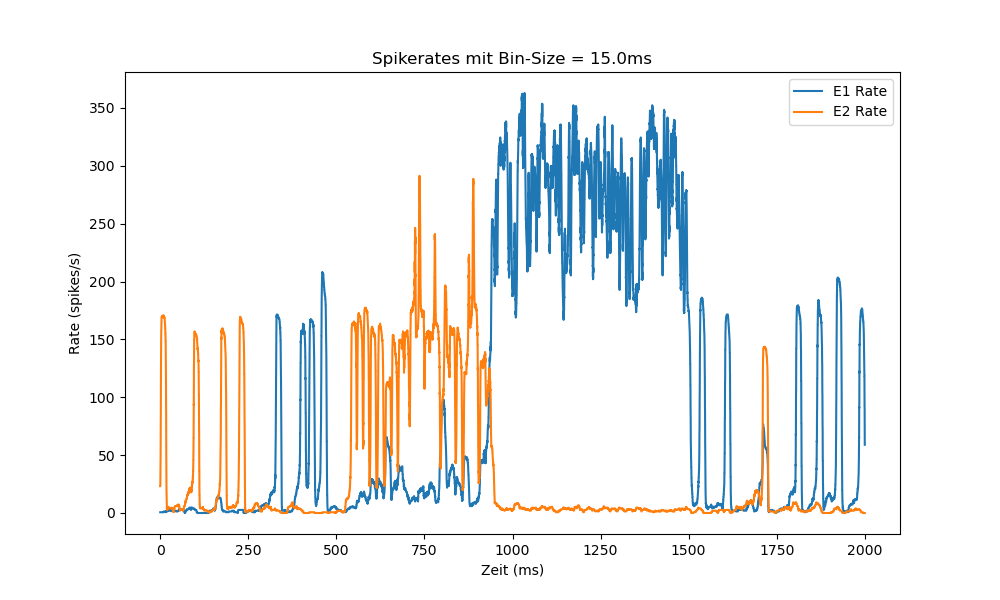 Spikerates mit Bin-Size = 15.0ms
E1 Rate
E2 Rate
Rate (spikes/s)
350
300
250
200
150
100
50
0
0 250 500 750 1000 1250 1500 1750 2000
Zeit (ms)